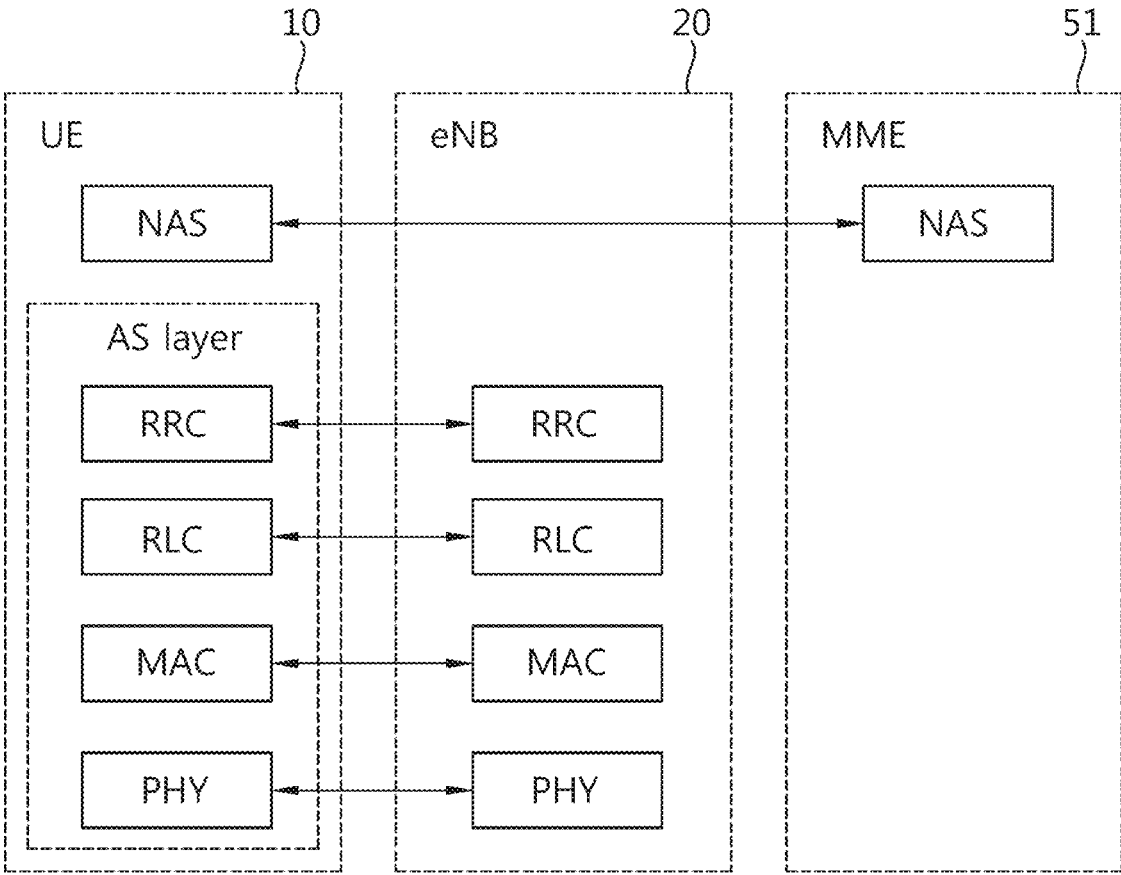 10
20
51
UE
eNB
MME
NAS
NAS
AS layer
RRC
RRC
RLC
RLC
MAC
MAC
PHY
PHY